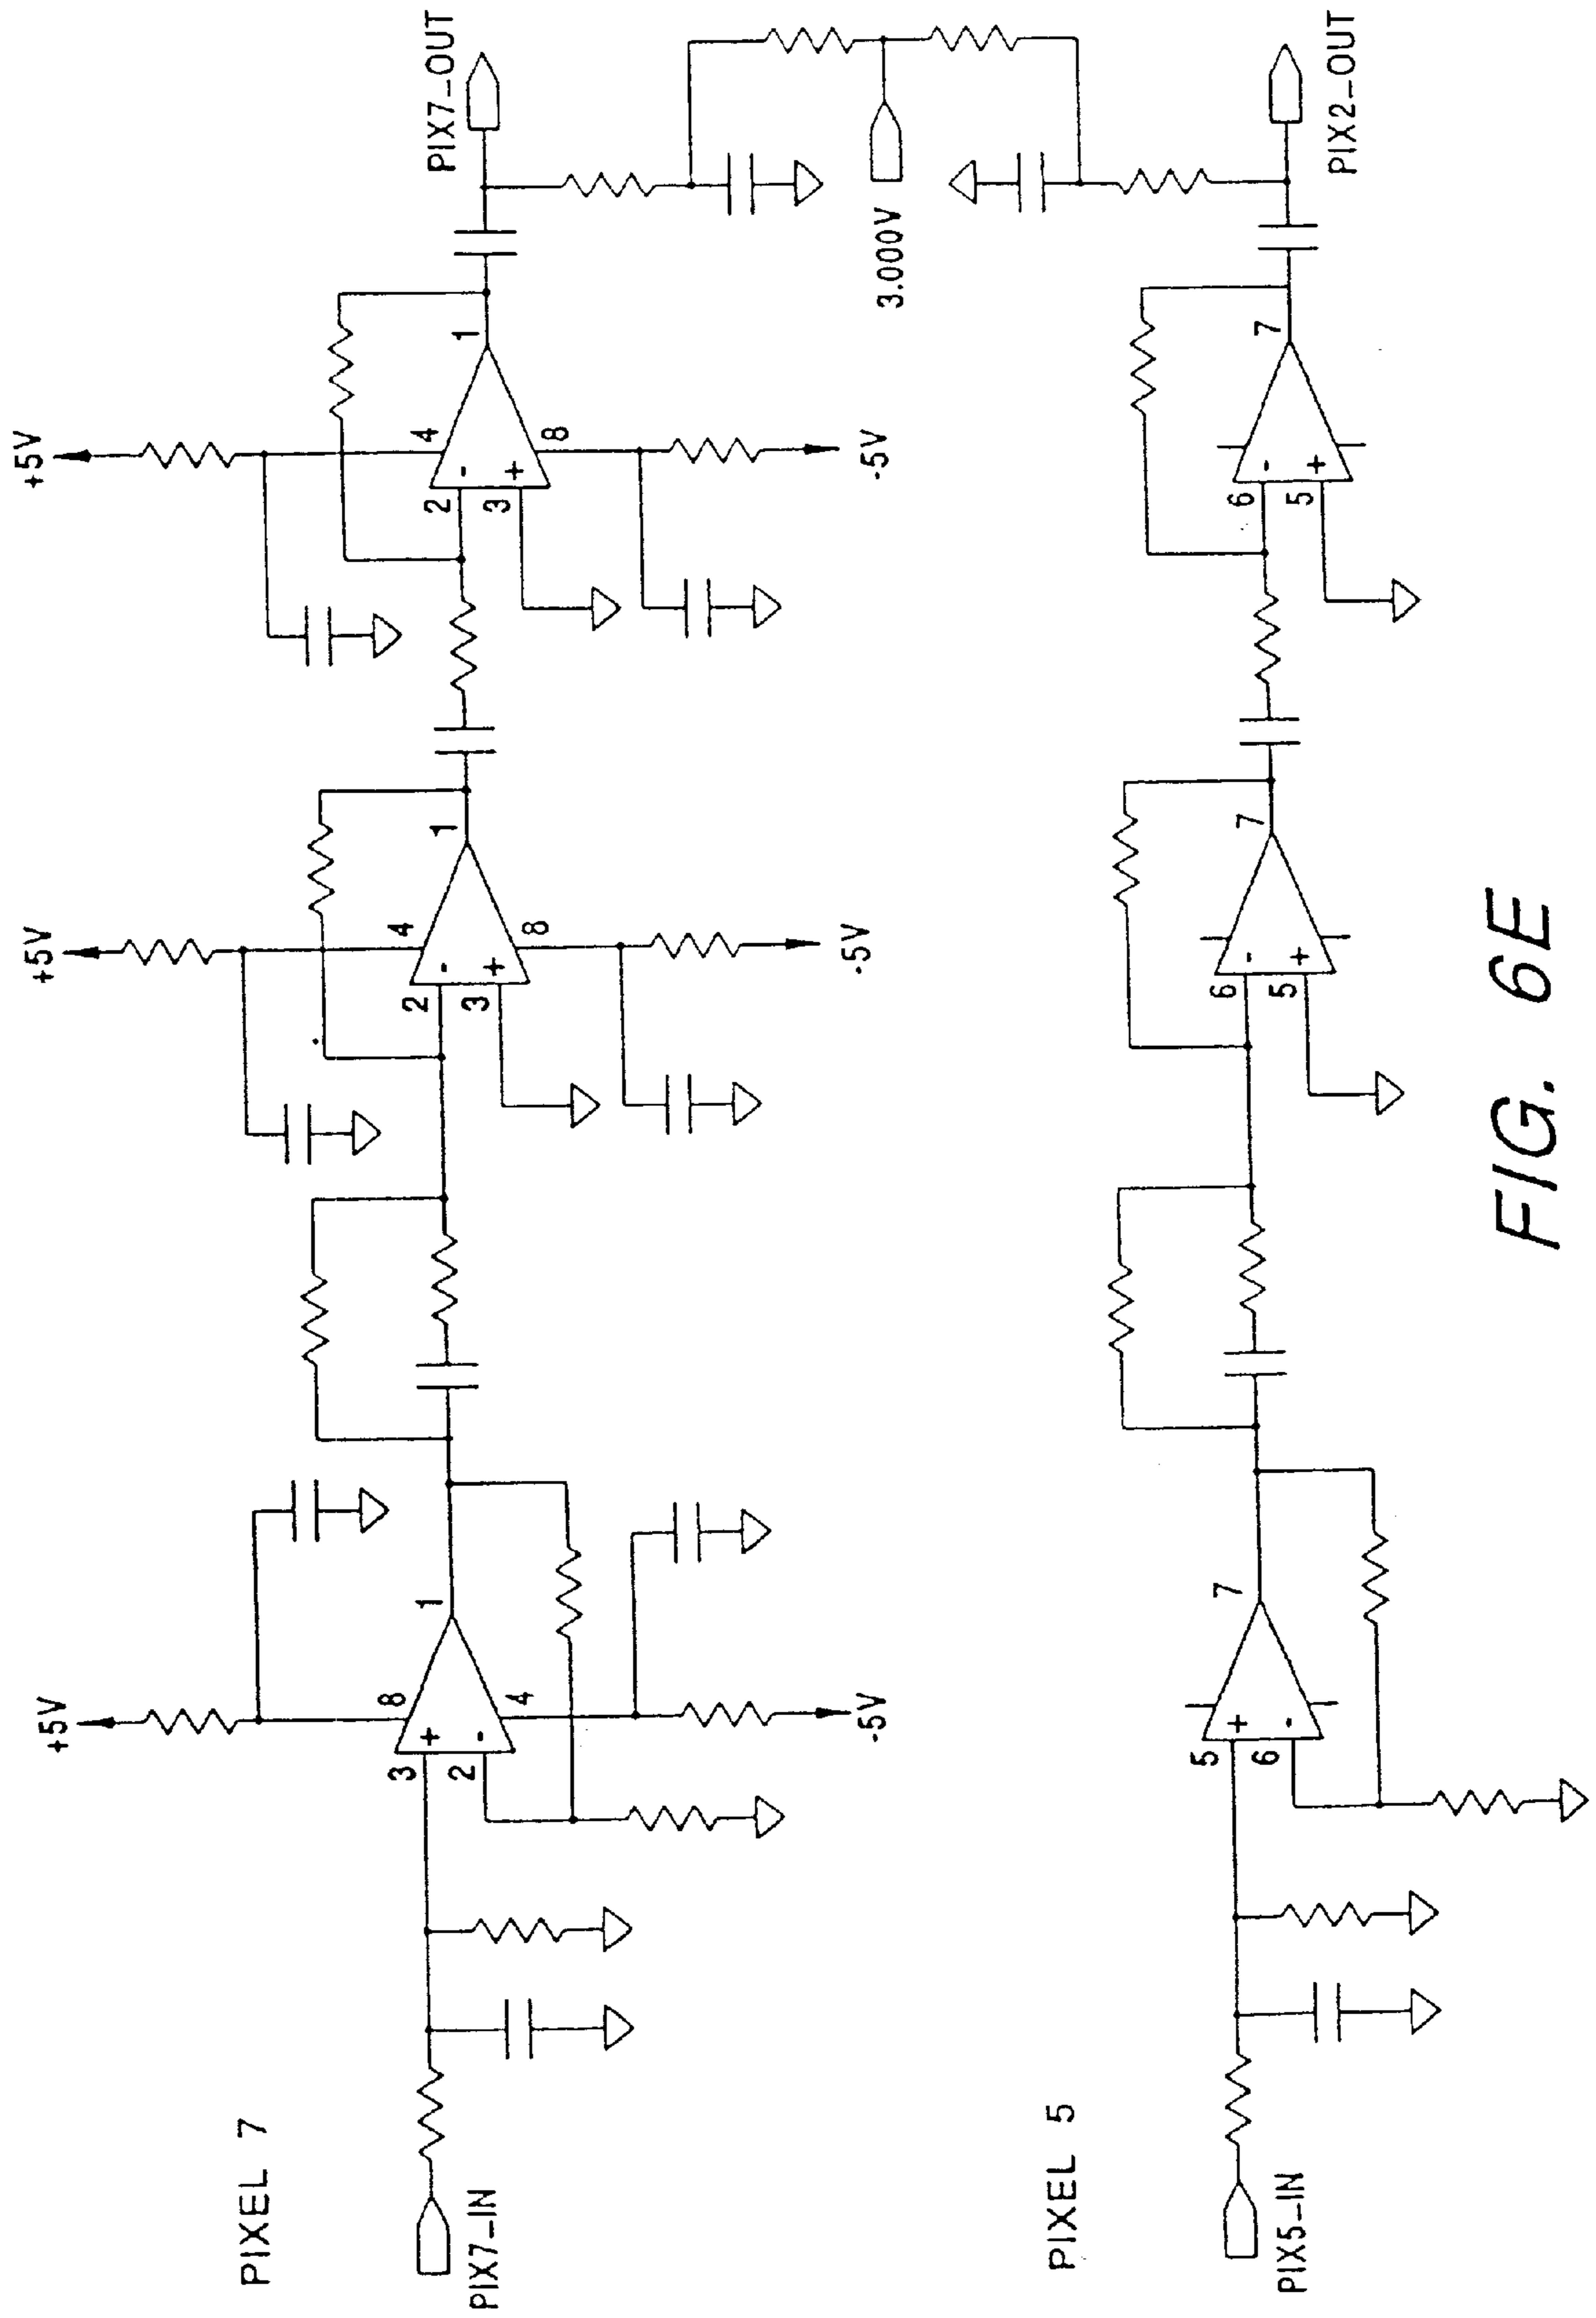 PIXEL 7
+5V
+5V
+5V
8
4
4
3
+
1
2
-
1
2
-
1
PIX7_OUT
PIX7_IN
2
-
3
+
3
+
4
8
8
-5V
-5V
-5V
3.000V
PIXEL 5
5
+
7
6
-
7
6
-
7
PIX5_IN
6
-
5
+
5
+
PIX2_OUT
FIG. 6E